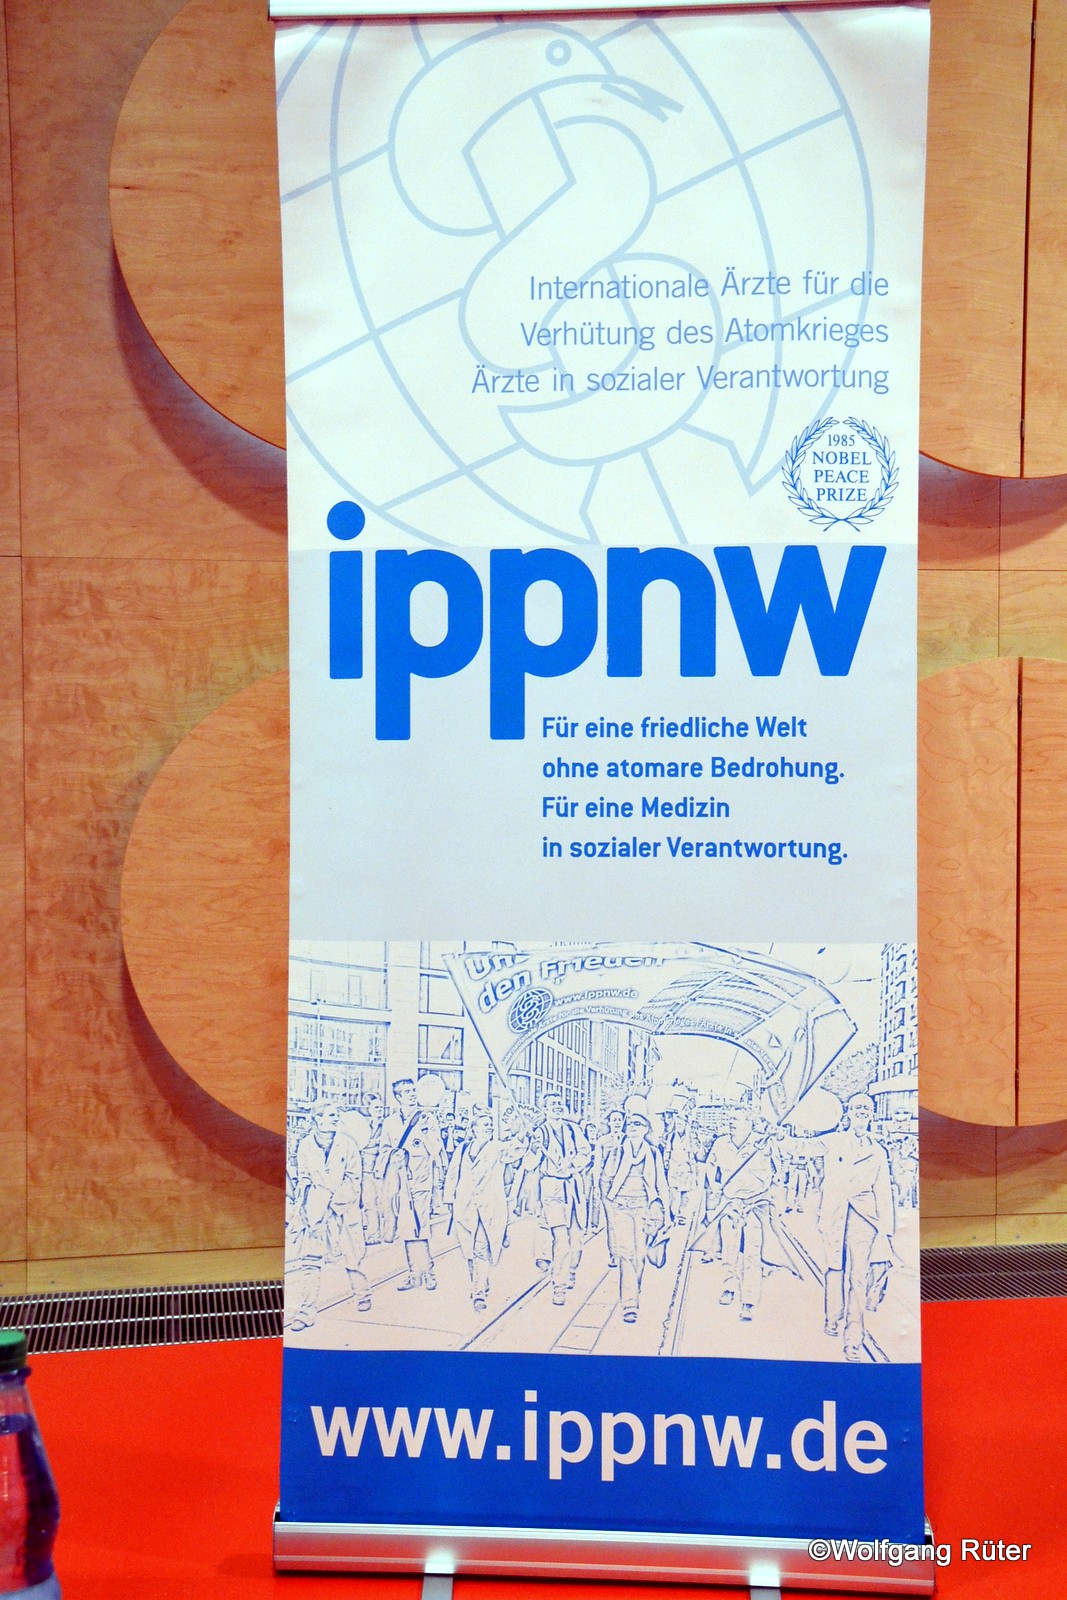 Internationale Ärzte für die
Verhütung des Atomkrieges
Ärzte in sozialer Verantwortung
1985
NOBEL
PEACE
PRIZE
ippnw
Für eine friedliche Welt
ohne atomare Bedrohung.
Für eine Medizin
in sozialer Verantwortung.
den Frieden
www.ippnw.de
www.ippnw.de
©Wolfgang Rüter